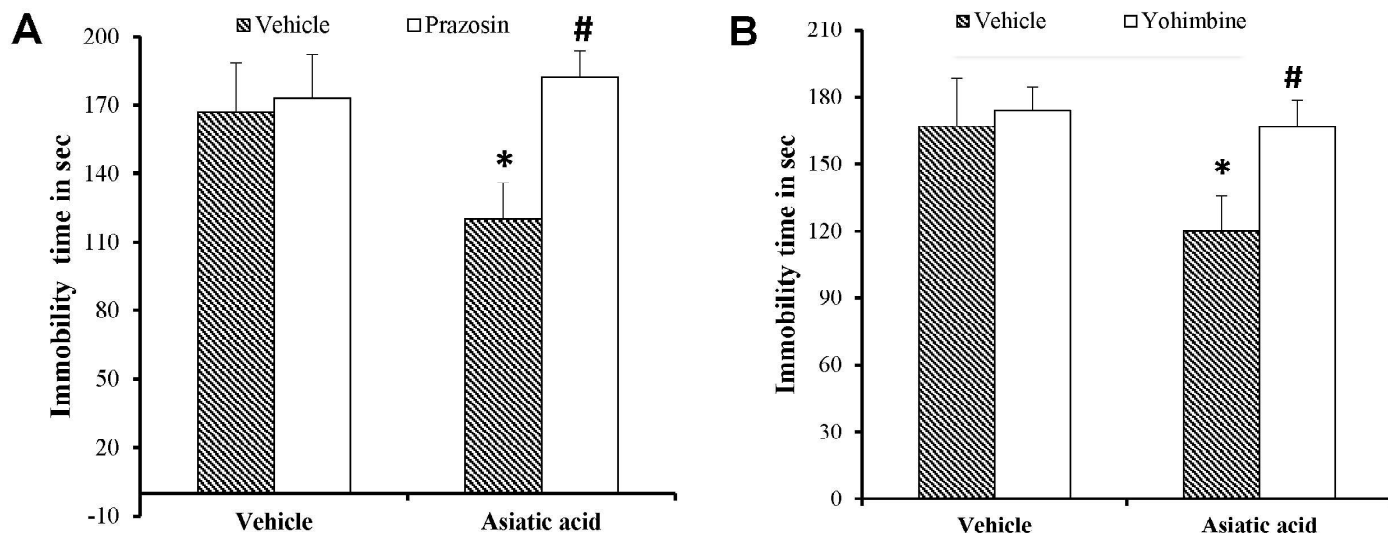 A
Vehicle Prazosin
Immobility time in sec
200
170
140
110
80
50
20
-10
#
*
Vehicle Asiatic acid
B
Vehicle Yohimbine
Immobility time in sec
210
180
150
120
90
60
30
0
#
*
Vehicle Asiatic acid